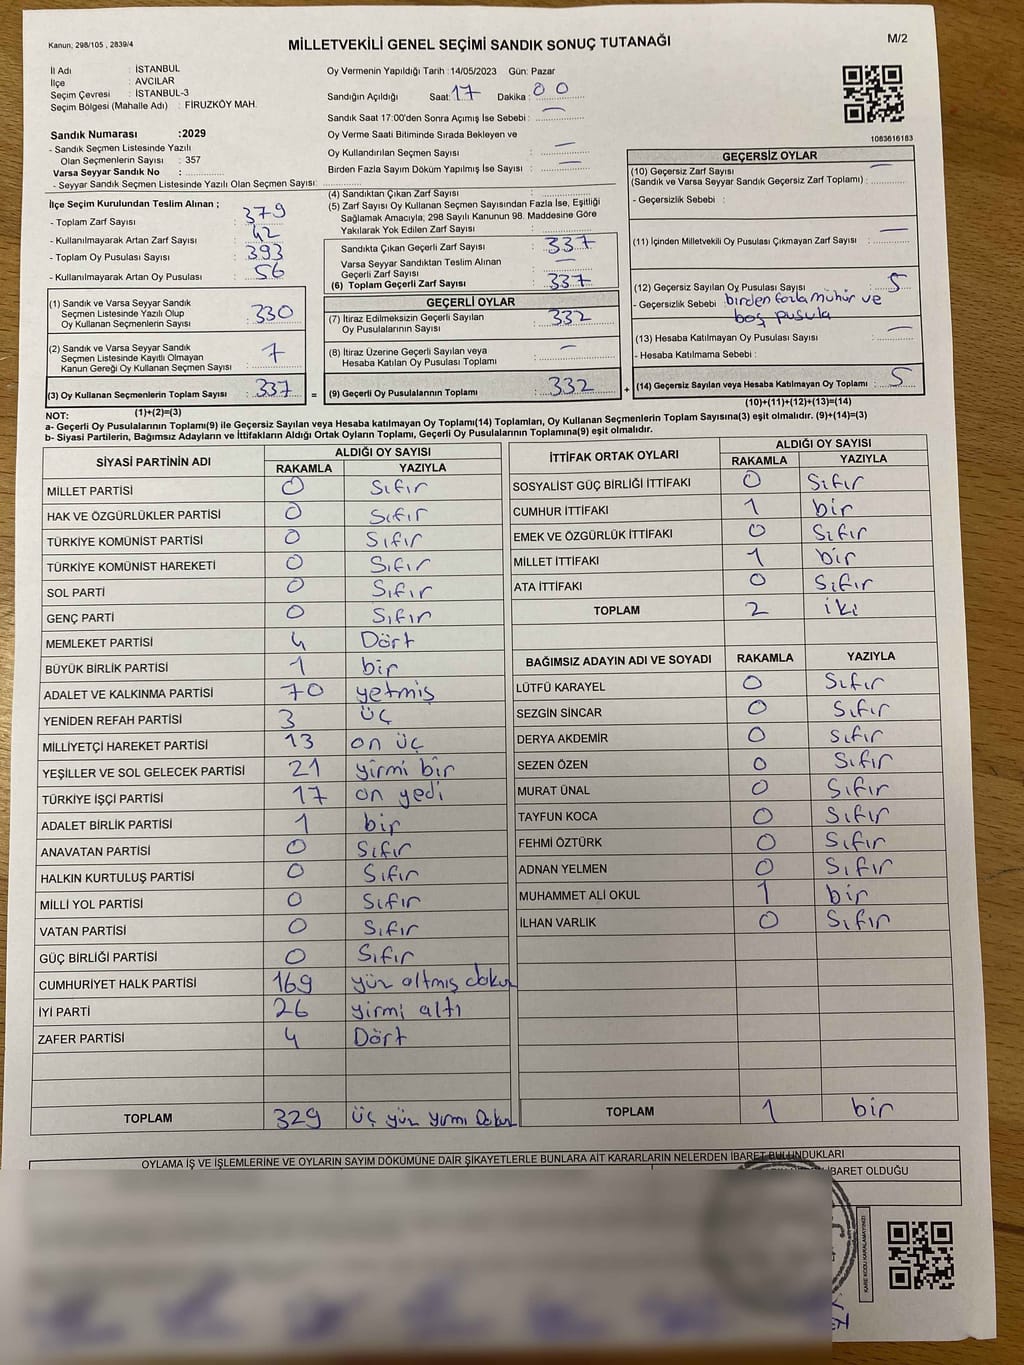 Kanun; 298/105 , 2839/4
MİLLETVEKİLİ GENEL SEÇİMİ SANDIK SONUÇ TUTANAĞI
M/2
İl Adı : İSTANBUL
İlçe : AVCILAR
Seçim Çevresi : İSTANBUL-3
Seçim Bölgesi (Mahalle Adı) : FİRUZKÖY MAH.
Sandık Numarası :2029
- Sandık Seçmen Listesinde Yazılı
Olan Seçmenlerin Sayısı : 357
Varsa Seyyar Sandık No :
- Seyyar Sandık Seçmen Listesinde Yazılı Olan Seçmen Sayısı:
Oy Vermenin Yapıldığı Tarih :14/05/2023 Gün: Pazar
Sandığın Açıldığı Saat: 17 Dakika : 00
Sandık Saat 17:00'den Sonra Açımış İse Sebebi : —
Oy Verme Saati Bitiminde Sırada Bekleyen ve
Oy Kullandırılan Seçmen Sayısı : —
Birden Fazla Sayım Döküm Yapılmış İse Sayısı : —
1083616183
İlçe Seçim Kurulundan Teslim Alınan ;
- Toplam Zarf Sayısı : 379
- Kullanılmayarak Artan Zarf Sayısı : 42
- Toplam Oy Pusulası Sayısı : 393
- Kullanılmayarak Artan Oy Pusulası : 56
(1) Sandık ve Varsa Seyyar Sandık
Seçmen Listesinde Yazılı Olup
Oy Kullanan Seçmenlerin Sayısı : 330
(2) Sandık ve Varsa Seyyar Sandık
Seçmen Listesinde Kayıtlı Olmayan
Kanun Gereği Oy Kullanan Seçmen Sayısı : 7
(3) Oy Kullanan Seçmenlerin Toplam Sayısı : 337 =
(1)+(2)=(3)
(4) Sandıktan Çıkan Zarf Sayısı :
(5) Zarf Sayısı Oy Kullanan Seçmen Sayısından Fazla İse, Eşitliği
Sağlamak Amacıyla; 298 Sayılı Kanunun 98. Maddesine Göre
Yakılarak Yok Edilen Zarf Sayısı :
Sandıkta Çıkan Geçerli Zarf Sayısı : 337
Varsa Seyyar Sandıktan Teslim Alınan
Geçerli Zarf Sayısı : —
(6) Toplam Geçerli Zarf Sayısı : 337
GEÇERLİ OYLAR
(7) İtiraz Edilmeksizin Geçerli Sayılan
Oy Pusulalarının Sayısı : 332
(8) İtiraz Üzerine Geçerli Sayılan veya
Hesaba Katılan Oy Pusulası Toplamı : —
(9) Geçerli Oy Pusulalarının Toplamı : 332 +
GEÇERSİZ OYLAR
(10) Geçersiz Zarf Sayısı
(Sandık ve Varsa Seyyar Sandık Geçersiz Zarf Toplamı) : —
- Geçersizlik Sebebi :
(11) İçinden Milletvekili Oy Pusulası Çıkmayan Zarf Sayısı : —
(12) Geçersiz Sayılan Oy Pusulası Sayısı : 5
- Geçersizlik Sebebi : birden fazla mühür ve
boş pusula
(13) Hesaba Katılmayan Oy Pusulası Sayısı : —
- Hesaba Katılmama Sebebi :
(14) Geçersiz Sayılan veya Hesaba Katılmayan Oy Toplamı : 5
(10)+(11)+(12)+(13)=(14)
NOT:
a- Geçerli Oy Pusulalarının Toplamı(9) ile Geçersiz Sayılan veya Hesaba Katılmayan Oy Toplamı(14) Toplamları, Oy Kullanan Seçmenlerin Toplam Sayısına(3) eşit olmalıdır. (9)+(14)=(3)
b- Siyasi Partilerin, Bağımsız Adayların ve İttifakların Aldığı Ortak Oyların Toplamı, Geçerli Oy Pusulalarının Toplamına(9) eşit olmalıdır.
SİYASİ PARTİNİN ADI ALDIĞI OY SAYISI
RAKAMLA YAZIYLA
MİLLET PARTİSİ 0 Sıfır
HAK VE ÖZGÜRLÜKLER PARTİSİ 0 Sıfır
TÜRKİYE KOMÜNİST PARTİSİ 0 Sıfır
TÜRKİYE KOMÜNİST HAREKETİ 0 Sıfır
SOL PARTİ 0 Sıfır
GENÇ PARTİ 0 Sıfır
MEMLEKET PARTİSİ 4 Dört
BÜYÜK BİRLİK PARTİSİ 1 bir
ADALET VE KALKINMA PARTİSİ 70 yetmiş
YENİDEN REFAH PARTİSİ 3 üç
MİLLİYETÇİ HAREKET PARTİSİ 13 on üç
YEŞİLLER VE SOL GELECEK PARTİSİ 21 yirmi bir
TÜRKİYE İŞÇİ PARTİSİ 17 on yedi
ADALET BİRLİK PARTİSİ 1 bir
ANAVATAN PARTİSİ 0 Sıfır
HALKIN KURTULUŞ PARTİSİ 0 Sıfır
MİLLİ YOL PARTİSİ 0 Sıfır
VATAN PARTİSİ 0 Sıfır
GÜÇ BİRLİĞİ PARTİSİ 0 Sıfır
CUMHURİYET HALK PARTİSİ 169 yüz altmış dokuz
İYİ PARTİ 26 yirmi altı
ZAFER PARTİSİ 4 Dört
TOPLAM 329 üç yüz yirmi Dokuz
İTTİFAK ORTAK OYLARI ALDIĞI OY SAYISI
RAKAMLA YAZIYLA
SOSYALİST GÜÇ BİRLİĞİ İTTİFAKI 0 Sıfır
CUMHUR İTTİFAKI 1 bir
EMEK VE ÖZGÜRLÜK İTTİFAKI 0 Sıfır
MİLLET İTTİFAKI 1 bir
ATA İTTİFAKI 0 Sıfır
TOPLAM 2 iki
BAĞIMSIZ ADAYIN ADI VE SOYADI RAKAMLA YAZIYLA
LÜTFÜ KARAYEL 0 Sıfır
SEZGİN SİNCAR 0 Sıfır
DERYA AKDEMİR 0 Sıfır
SEZEN ÖZEN 0 Sıfır
MURAT ÜNAL 0 Sıfır
TAYFUN KOCA 0 Sıfır
FEHMİ ÖZTÜRK 0 Sıfır
ADNAN YELMEN 0 Sıfır
MUHAMMET ALİ OKUL 1 bir
İLHAN VARLIK 0 Sıfır
TOPLAM 1 bir
OYLAMA İŞ VE İŞLEMLERİNE VE OYLARIN SAYIM DÖKÜMÜNE DAİR ŞİKAYETLERLE BUNLARA AİT KARARLARIN NELERDEN İBARET BULUNDUKLARI
İBARET OLDUĞU
KARE KODU KARALAMAYINIZ!